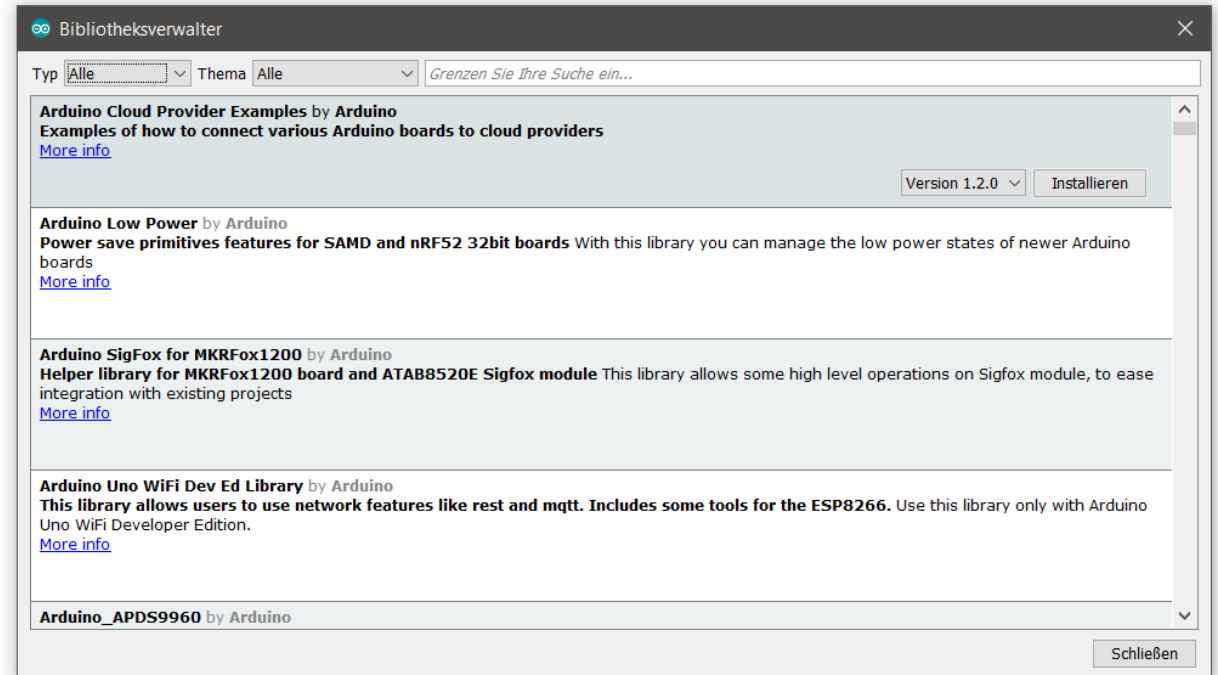 Bibliotheksverwalter
Typ Alle Thema Alle Grenzen Sie Ihre Suche ein...
Arduino Cloud Provider Examples by Arduino
Examples of how to connect various Arduino boards to cloud providers
More info
Version 1.2.0 Installieren
Arduino Low Power by Arduino
Power save primitives features for SAMD and nRF52 32bit boards With this library you can manage the low power states of newer Arduino
boards
More info
Arduino SigFox for MKRFox1200 by Arduino
Helper library for MKRFox1200 board and ATAB8520E Sigfox module This library allows some high level operations on Sigfox module, to ease
integration with existing projects
More info
Arduino Uno WiFi Dev Ed Library by Arduino
This library allows users to use network features like rest and mqtt. Includes some tools for the ESP8266. Use this library only with Arduino
Uno WiFi Developer Edition.
More info
Arduino_APDS9960 by Arduino
Schließen